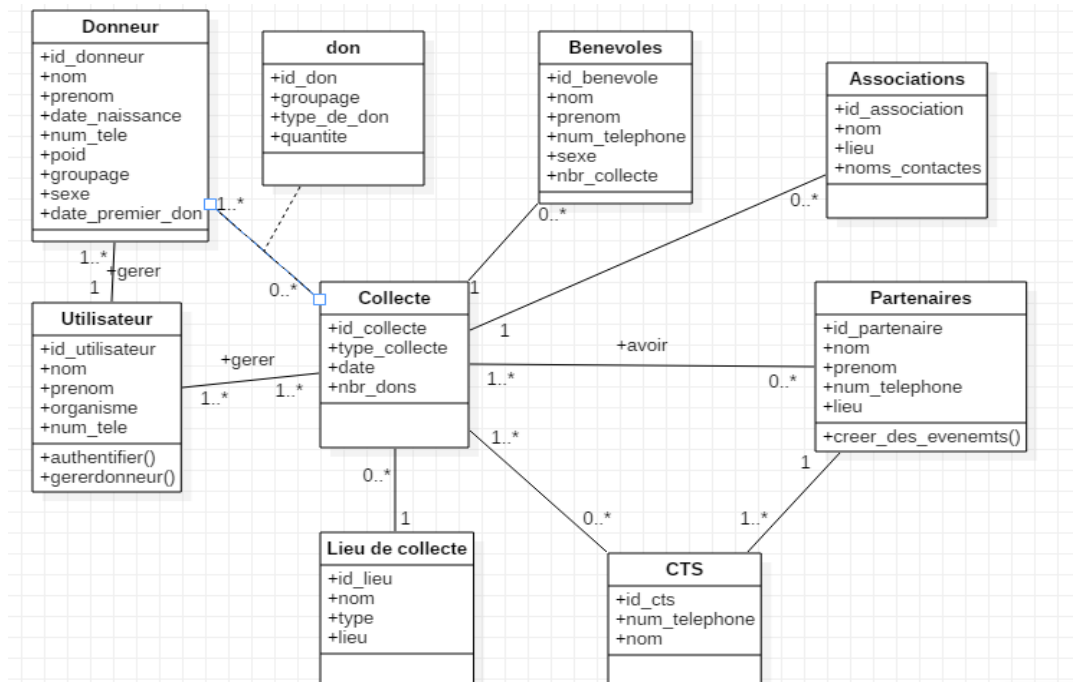 Donneur
+id_donneur
+nom
+prenom
+date_naissance
+num_tele
+poid
+groupage
+sexe
+date_premier_don
don
+id_don
+groupage
+type_de_don
+quantite
Benevoles
+id_benevole
+nom
+prenom
+num_telephone
+sexe
+nbr_collecte
Associations
+id_association
+nom
+lieu
+noms_contactes
1..*
0..*
0..*
0..*
1..*
+gerer
1
1
1
Utilisateur
+id_utilisateur
+nom
+prenom
+organisme
+num_tele
+authentifier()
+gererdonneur()
+gerer
1..*
1..*
Collecte
+id_collecte
+type_collecte
+date
+nbr_dons
+avoir
1..*
0..*
Partenaires
+id_partenaire
+nom
+prenom
+num_telephone
+lieu
+creer_des_evenemts()
1..*
0..*
1
1..*
0..*
1
Lieu de collecte
+id_lieu
+nom
+type
+lieu
CTS
+id_cts
+num_telephone
+nom